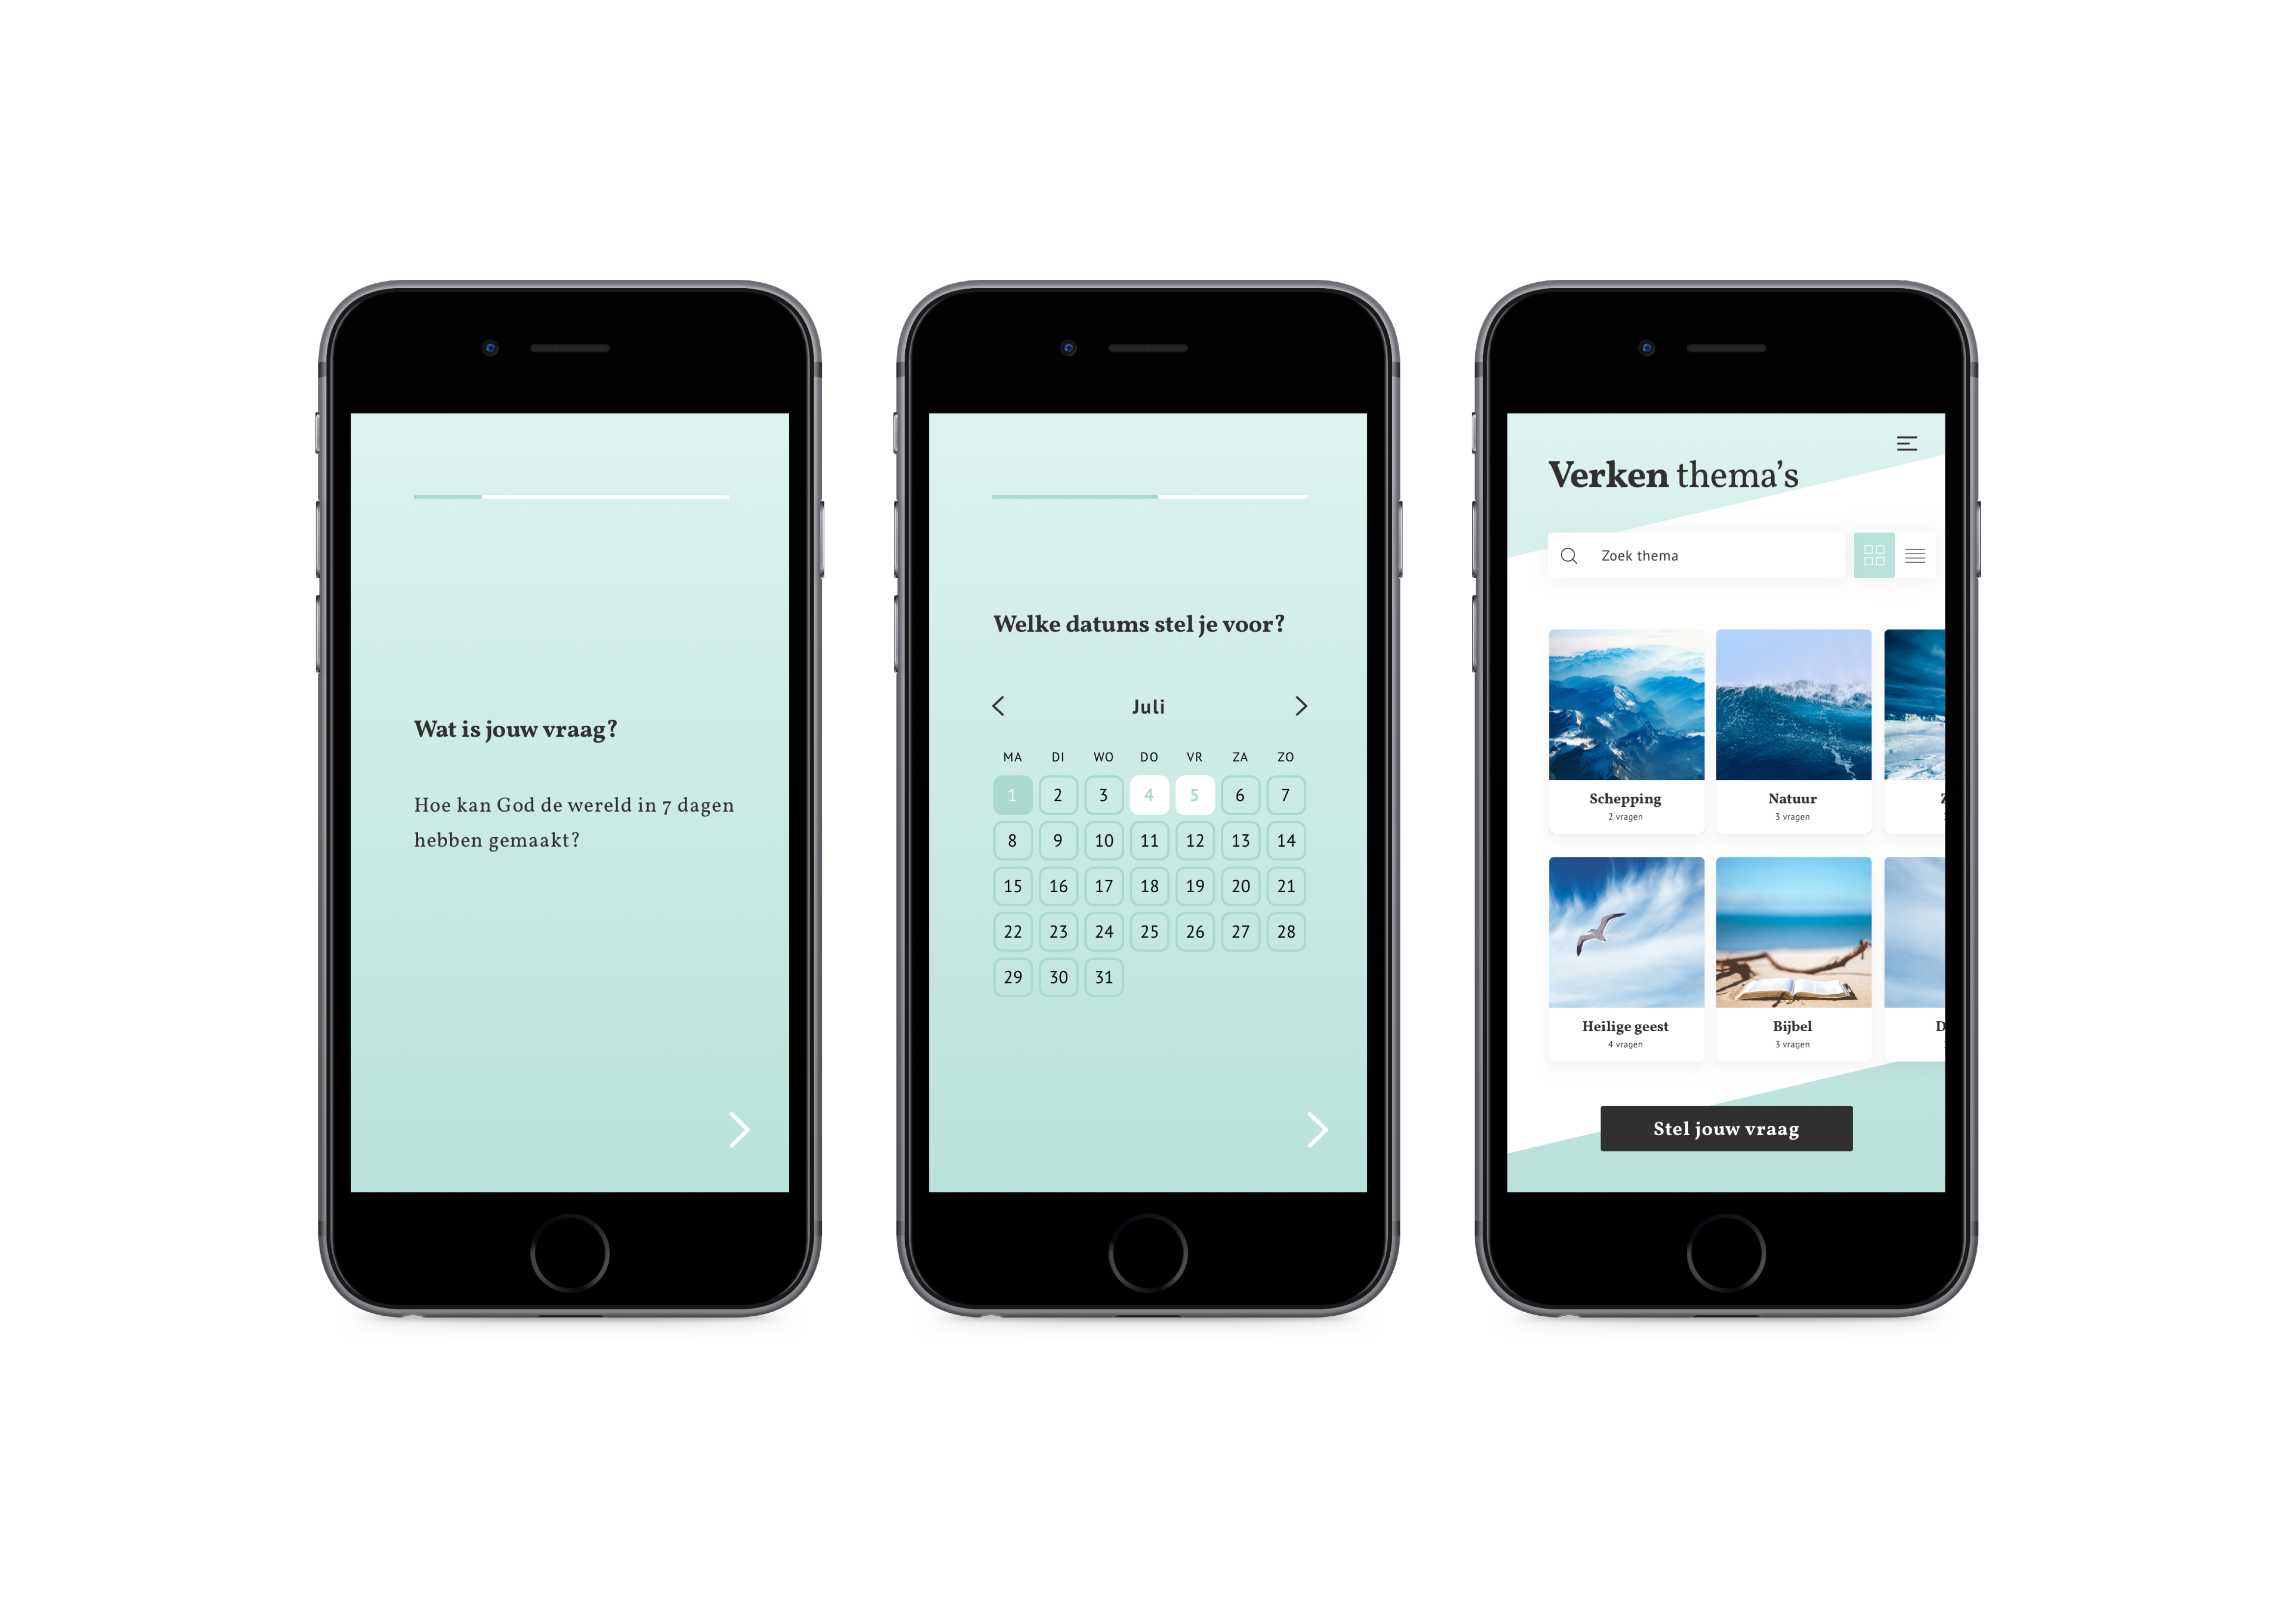 Wat is jouw vraag?
Hoe kan God de wereld in 7 dagen
hebben gemaakt?
Welke datums stel je voor?
Juli
MA DI WO DO VR ZA ZO
1 2 3 4 5 6 7
8 9 10 11 12 13 14
15 16 17 18 19 20 21
22 23 24 25 26 27 28
29 30 31
Verken thema's
Zoek thema
Schepping Natuur
2 vragen 3 vragen
Heilige geest Bijbel
4 vragen 3 vragen
Stel jouw vraag